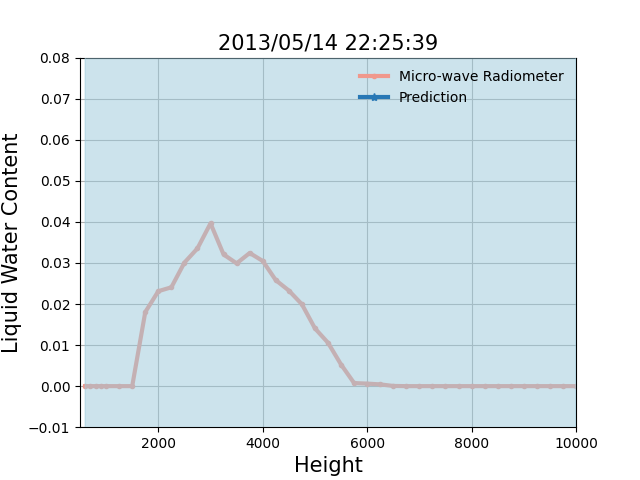 2013/05/14 22:25:39
Micro-wave Radiometer
Prediction
Liquid Water Content
0.08
0.07
0.06
0.05
0.04
0.03
0.02
0.01
0.00
−0.01
2000 4000 6000 8000 10000
Height